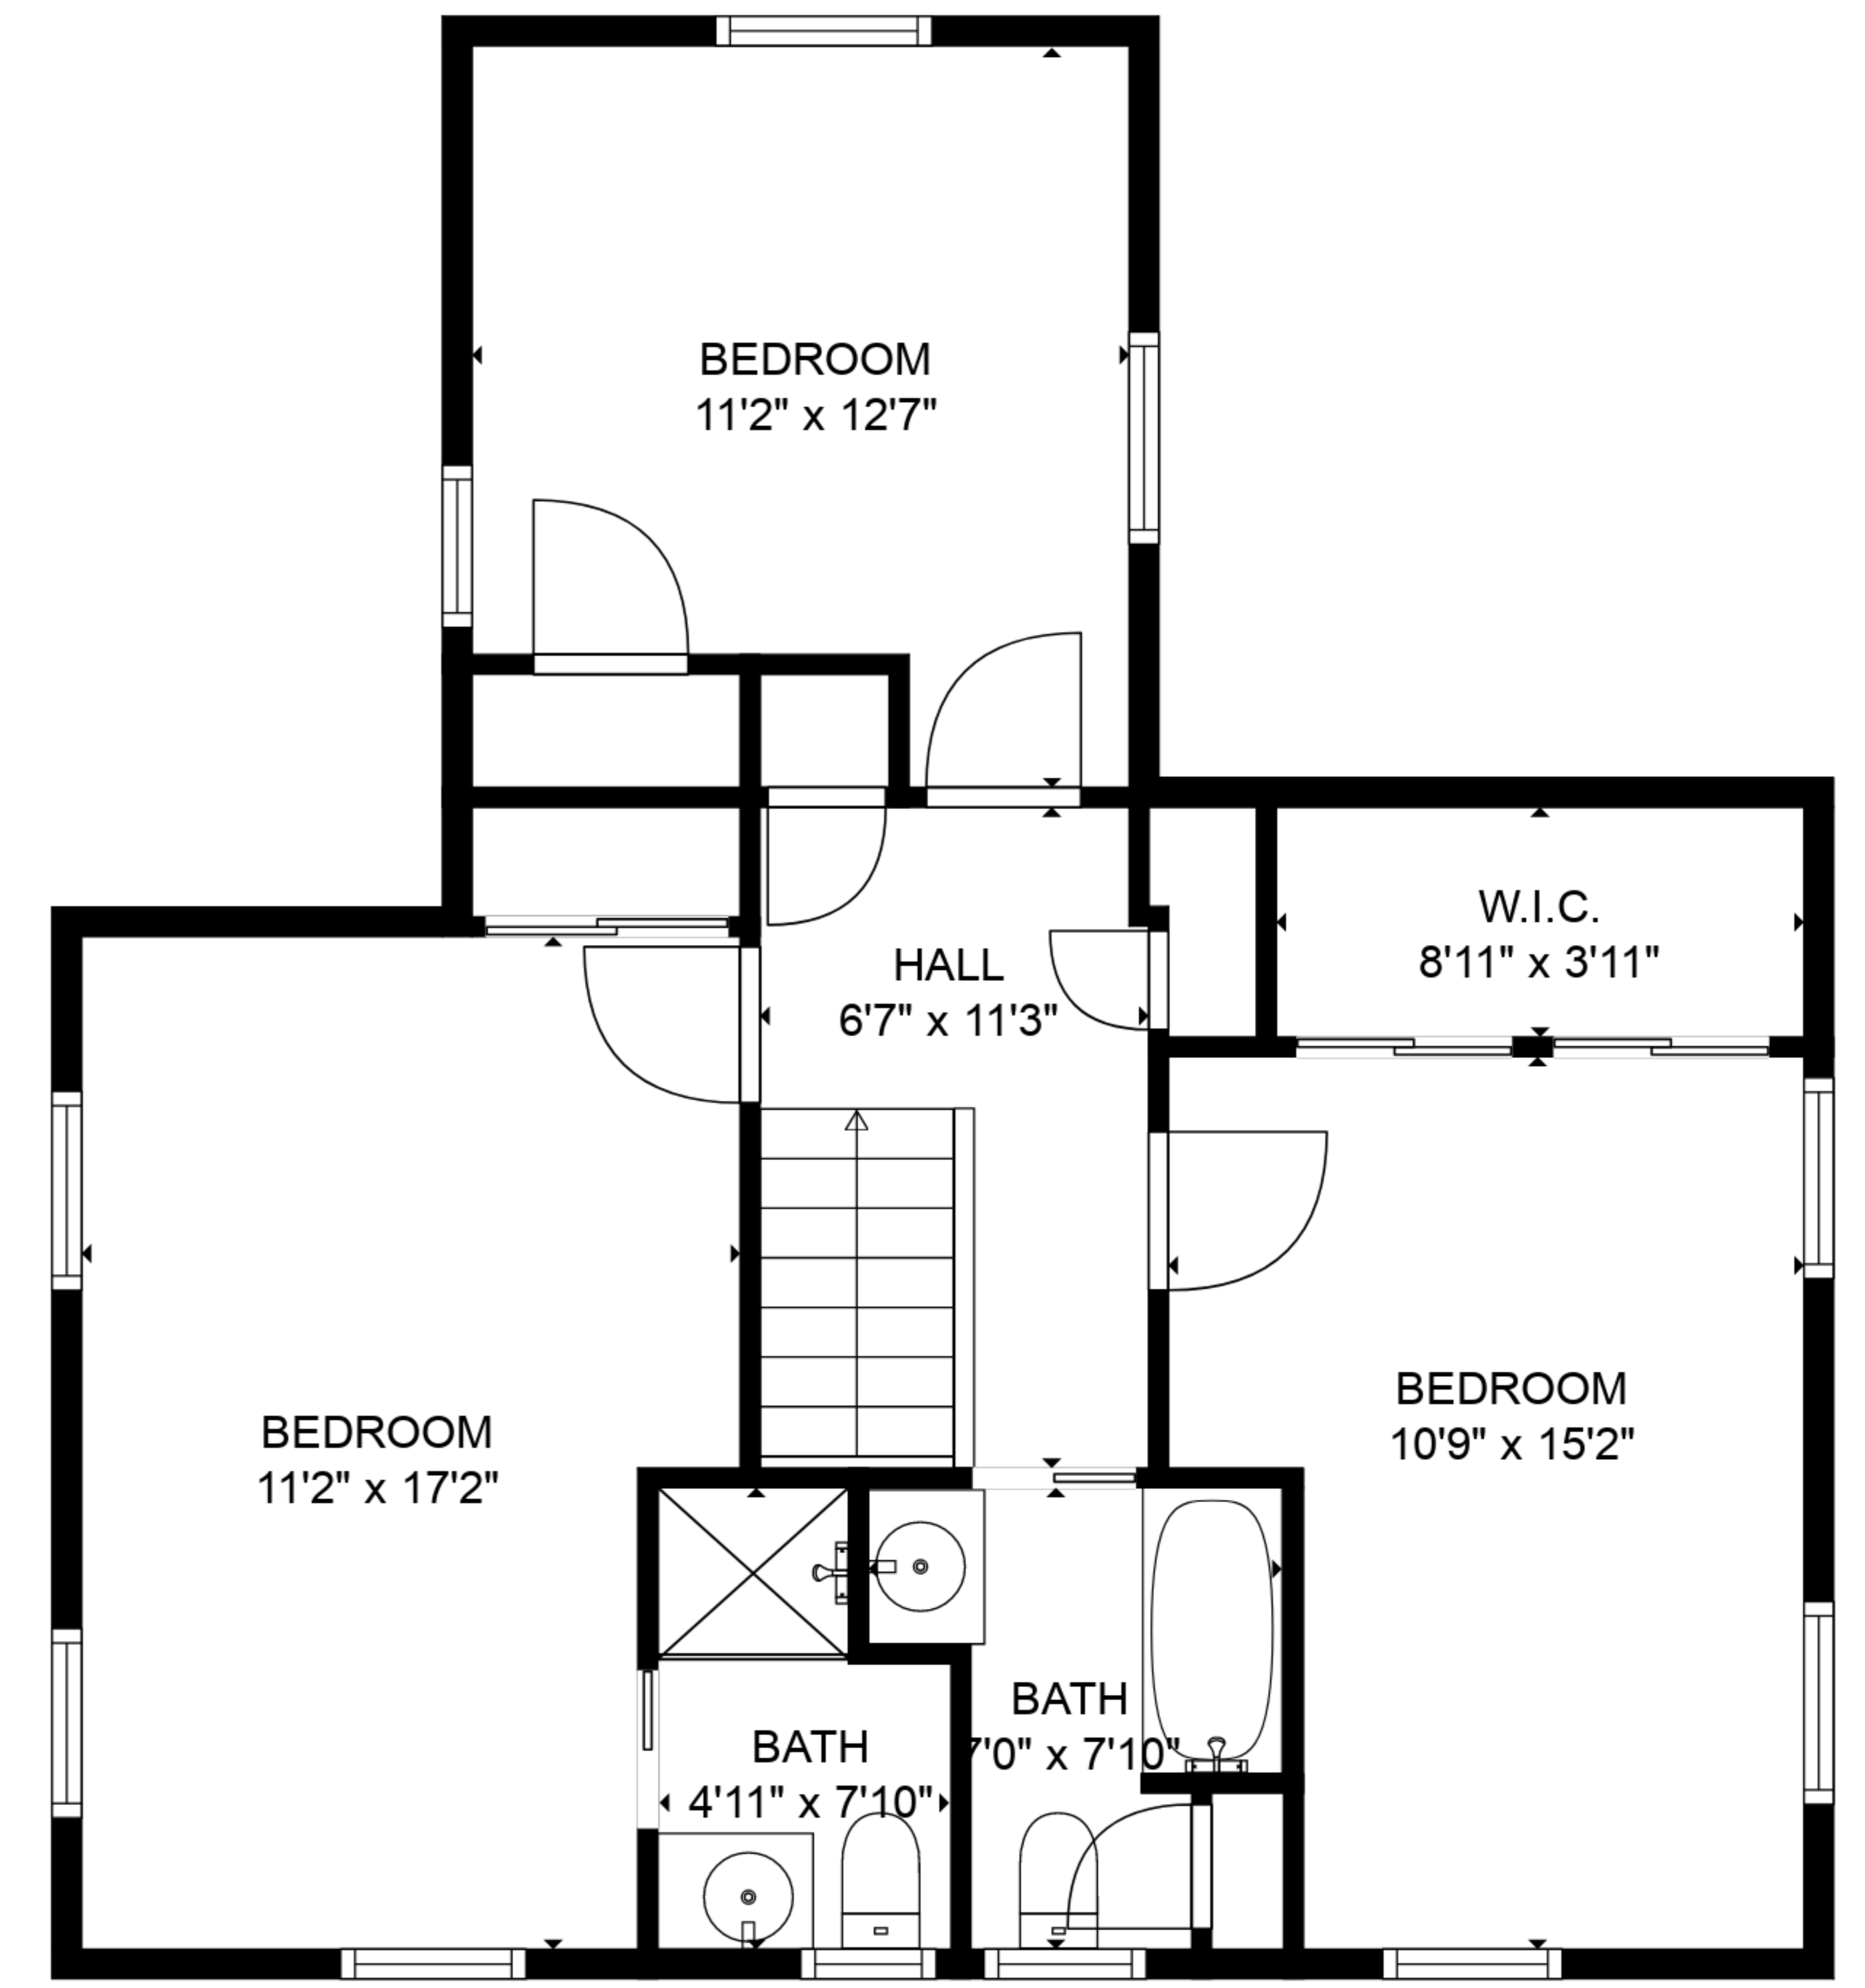 BEDROOM
11'2" x 12'7"
W.I.C.
8'11" x 3'11"
HALL
6'7" x 11'3"
BEDROOM
10'9" x 15'2"
BEDROOM
11'2" x 17'2"
BATH
7'0" x 7'10"
BATH
4'11" x 7'10"